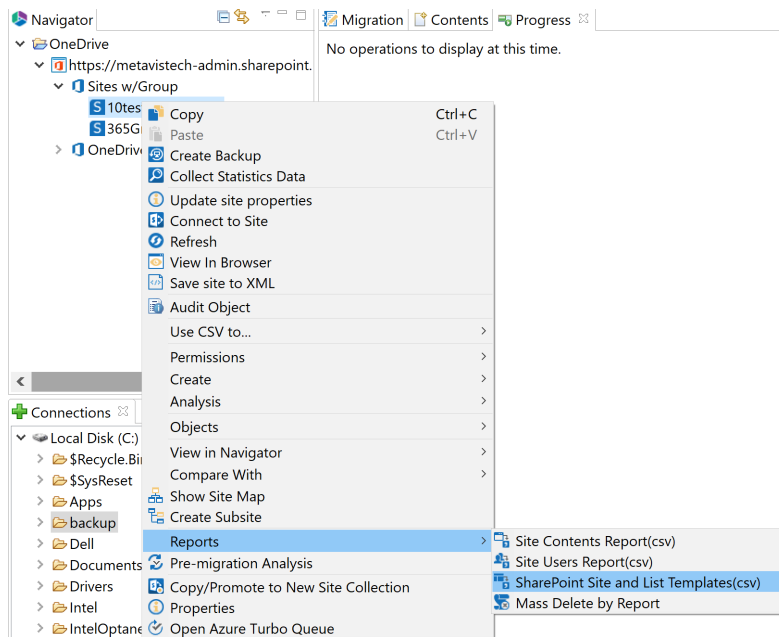 Navigator
OneDrive
https://metavistech-admin.sharepoint.
Sites w/Group
10tes
365G
OneDriv
Migration
Contents
Progress
No operations to display at this time.
Copy Ctrl+C
Paste Ctrl+V
Create Backup
Collect Statistics Data
Update site properties
Connect to Site
Refresh
View In Browser
Save site to XML
Audit Object
Use CSV to...
Permissions
Create
Analysis
Objects
View in Navigator
Compare With
Show Site Map
Create Subsite
Reports
Pre-migration Analysis
Copy/Promote to New Site Collection
Properties
Open Azure Turbo Queue
Site Contents Report(csv)
Site Users Report(csv)
SharePoint Site and List Templates(csv)
Mass Delete by Report
Connections
Local Disk (C:)
$Recycle.Bi
$SysReset
Apps
backup
Dell
Documents
Drivers
Intel
IntelOptane